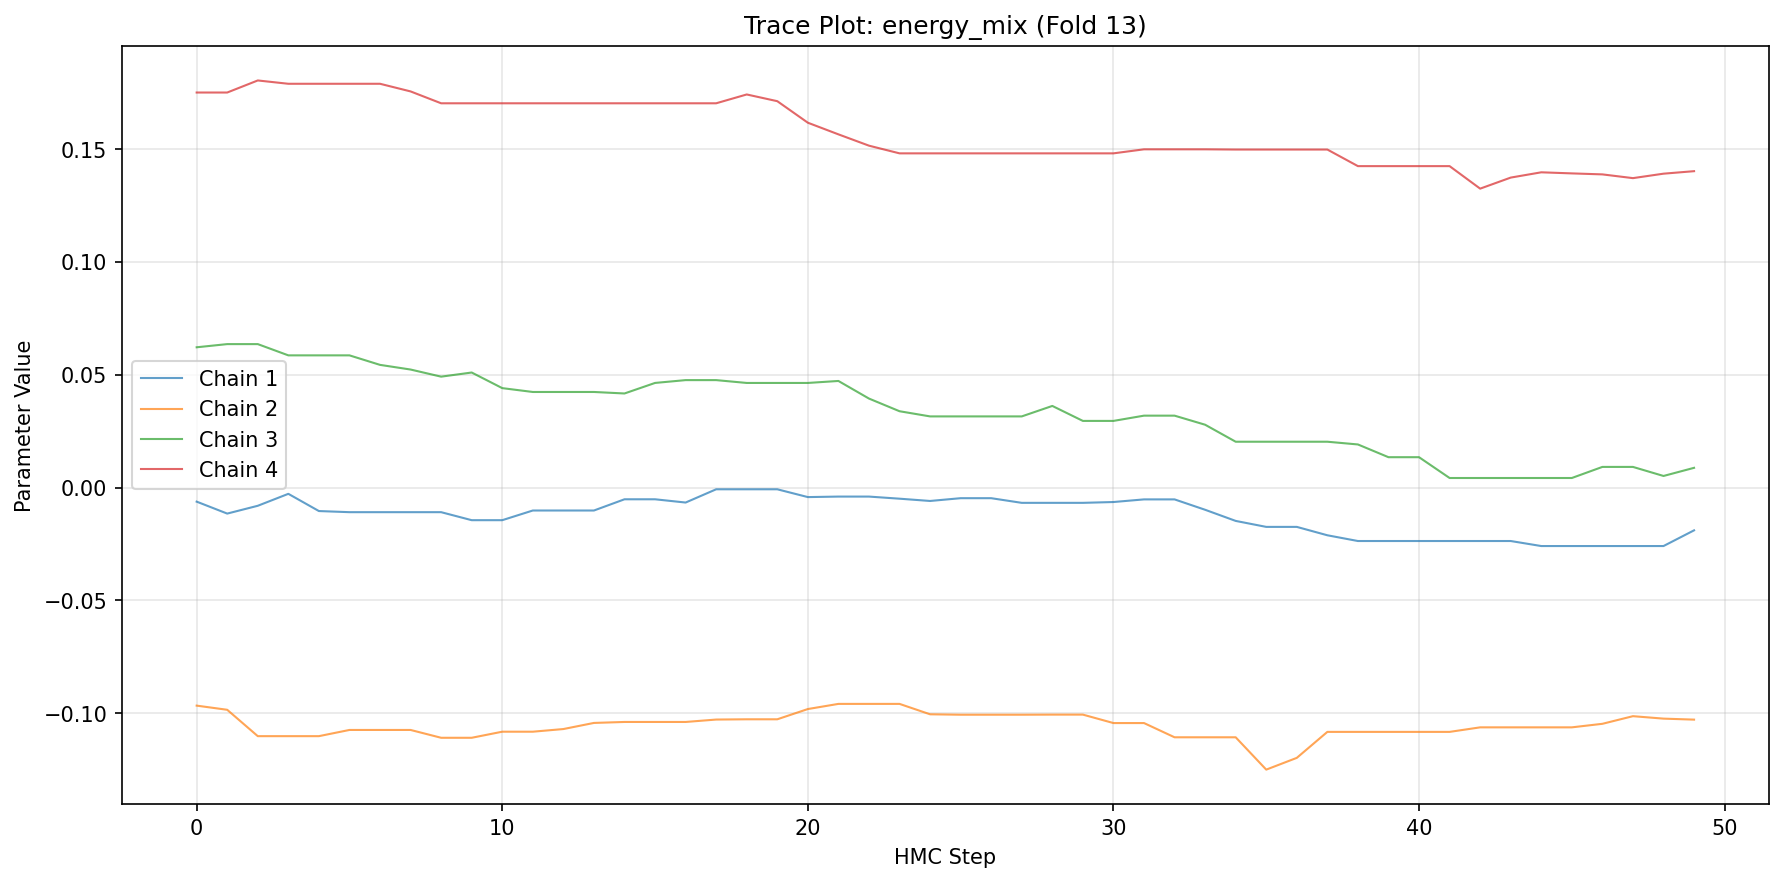 Trace Plot: energy_mix (Fold 13)
Parameter Value
0.15
0.10
0.05
0.00
−0.05
−0.10
Chain 1
Chain 2
Chain 3
Chain 4
0 10 20 30 40 50
HMC Step